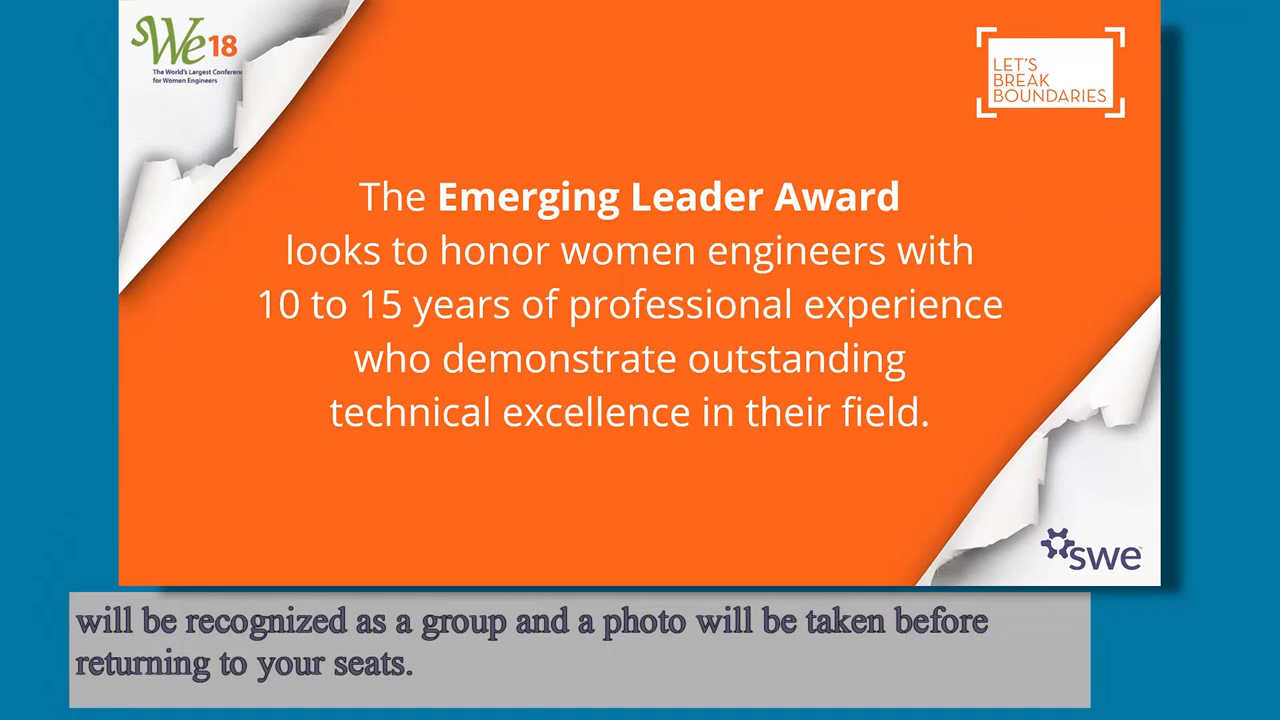 sWe18
The World's Largest Conferenc
for Women Engineers
LET'S
BREAK
BOUNDARIES
The Emerging Leader Award
looks to honor women engineers with
10 to 15 years of professional experience
who demonstrate outstanding
technical excellence in their field.
swe
will be recognized as a group and a photo will be taken before
returning to your seats.